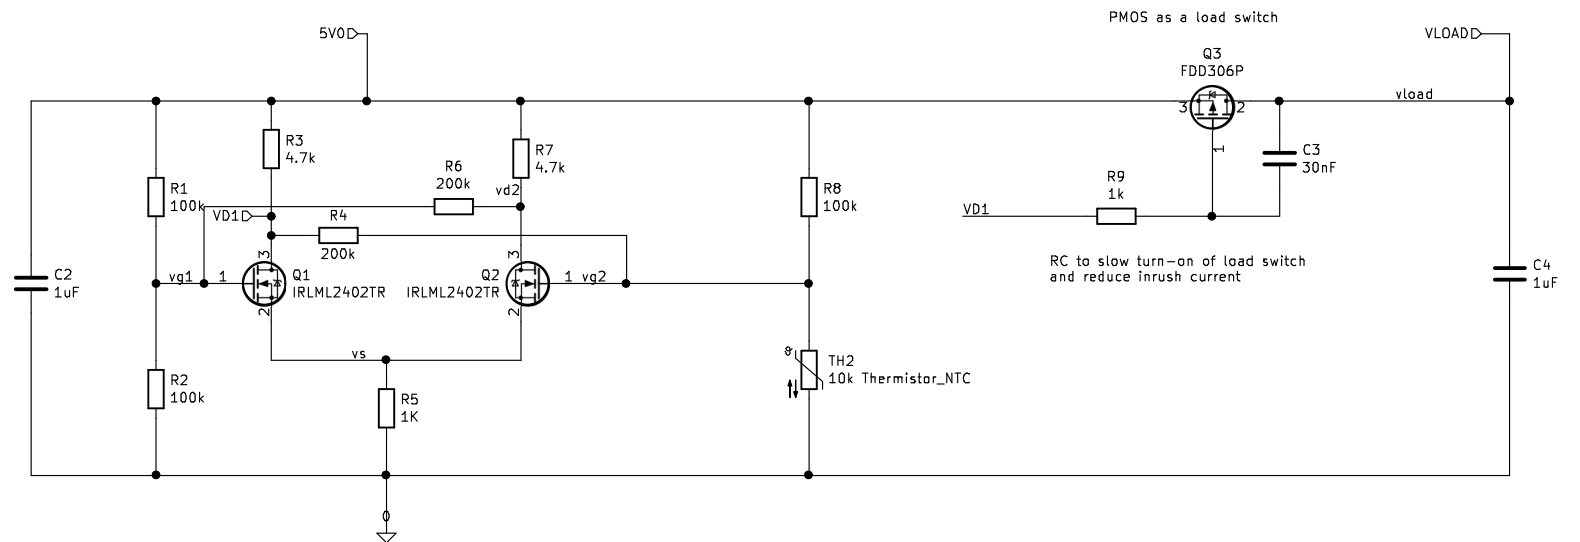 PMOS as a load switch
5V0
VLOAD
Q3
FDD306P
3
2
vload
1
R3
4.7k
R7
4.7k
C3
30nF
R6
200k
R1
100k
vd2
R8
100k
R9
1k
VD1
R4
200k
VD1
3
3
RC to slow turn-on of load switch
and reduce inrush current
C2
1uF
vg1
1
Q1
IRLML2402TR
Q2
IRLML2402TR
1
vg2
C4
1uF
2
2
vs
R2
100k
TH2
10k Thermistor_NTC
R5
1K
0